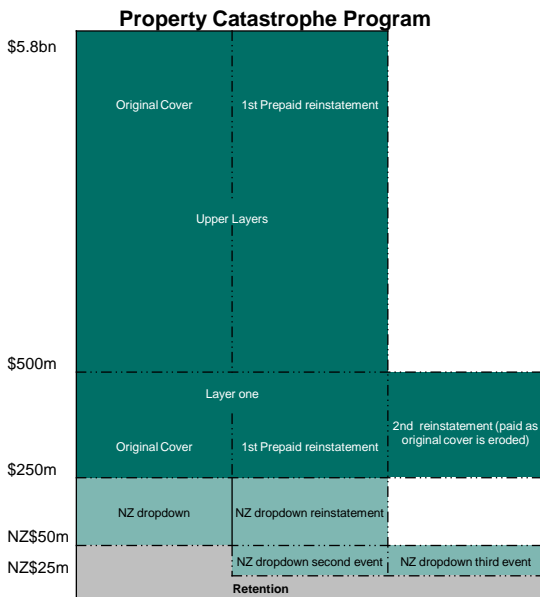 Property Catastrophe Program
$5.8bn
Original Cover
1st Prepaid reinstatement
Upper Layers
$500m
Layer one
Original Cover
1st Prepaid reinstatement
2nd reinstatement (paid as
original cover is eroded)
$250m
NZ dropdown
NZ dropdown reinstatement
NZ$50m
NZ dropdown second event
NZ dropdown third event
NZ$25m
Retention